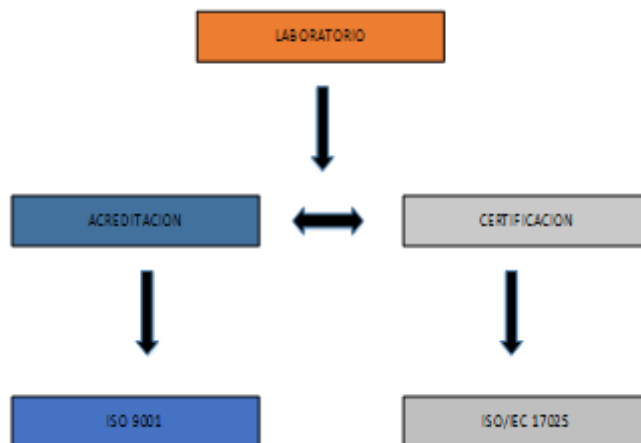 LABORATORIO
ACREDITACION
CERTIFICACION
ISO 9001
ISO/IEC 17025